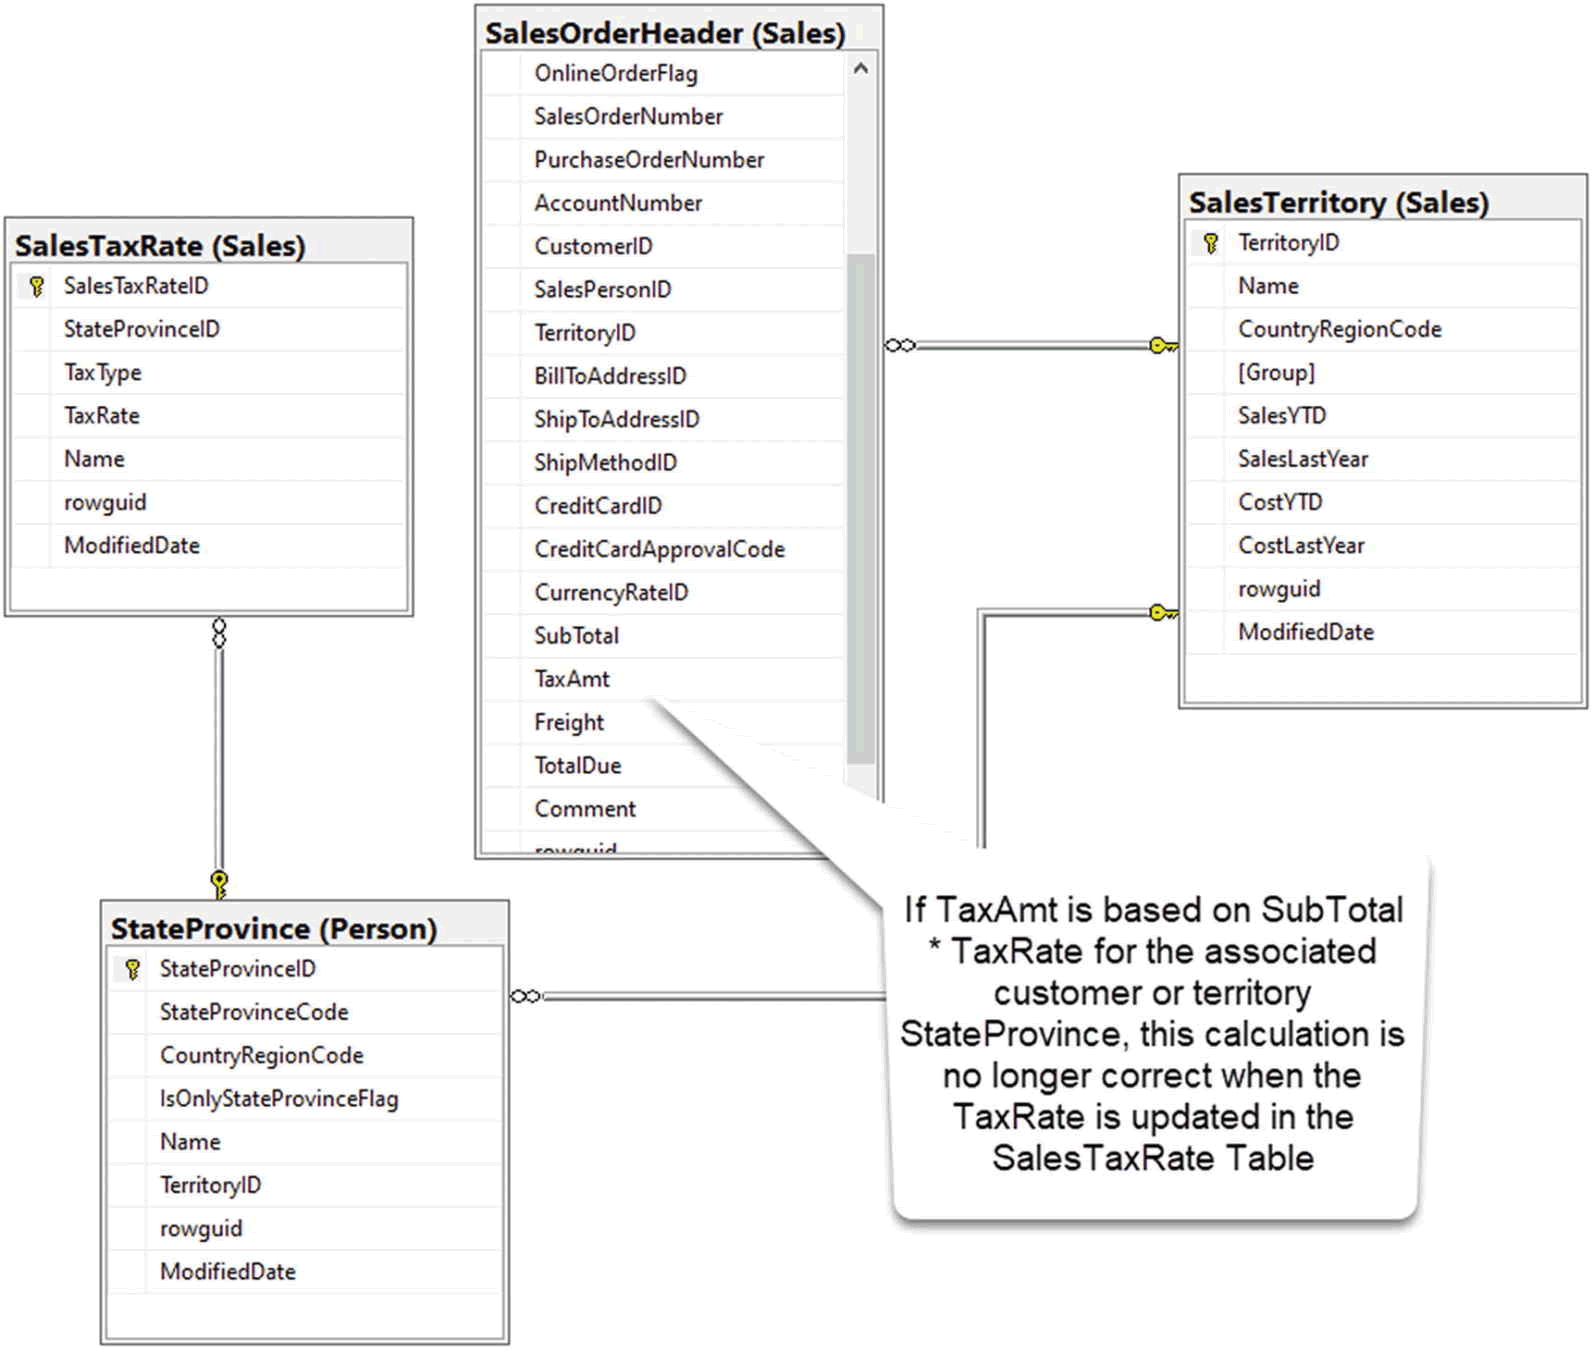 SalesOrderHeader (Sales)
OnlineOrderFlag
SalesOrderNumber
PurchaseOrderNumber
AccountNumber
CustomerID
SalesPersonID
TerritoryID
BillToAddressID
ShipToAddressID
ShipMethodID
CreditCardID
CreditCardApprovalCode
CurrencyRateID
SubTotal
TaxAmt
Freight
TotalDue
Comment
rowguid
SalesTaxRate (Sales)
SalesTaxRateID
StateProvinceID
TaxType
TaxRate
Name
rowguid
ModifiedDate
SalesTerritory (Sales)
TerritoryID
Name
CountryRegionCode
[Group]
SalesYTD
SalesLastYear
CostYTD
CostLastYear
rowguid
ModifiedDate
StateProvince (Person)
StateProvinceID
StateProvinceCode
CountryRegionCode
IsOnlyStateProvinceFlag
Name
TerritoryID
rowguid
ModifiedDate
If TaxAmt is based on SubTotal
* TaxRate for the associated
customer or territory
StateProvince, this calculation is
no longer correct when the
TaxRate is updated in the
SalesTaxRate Table